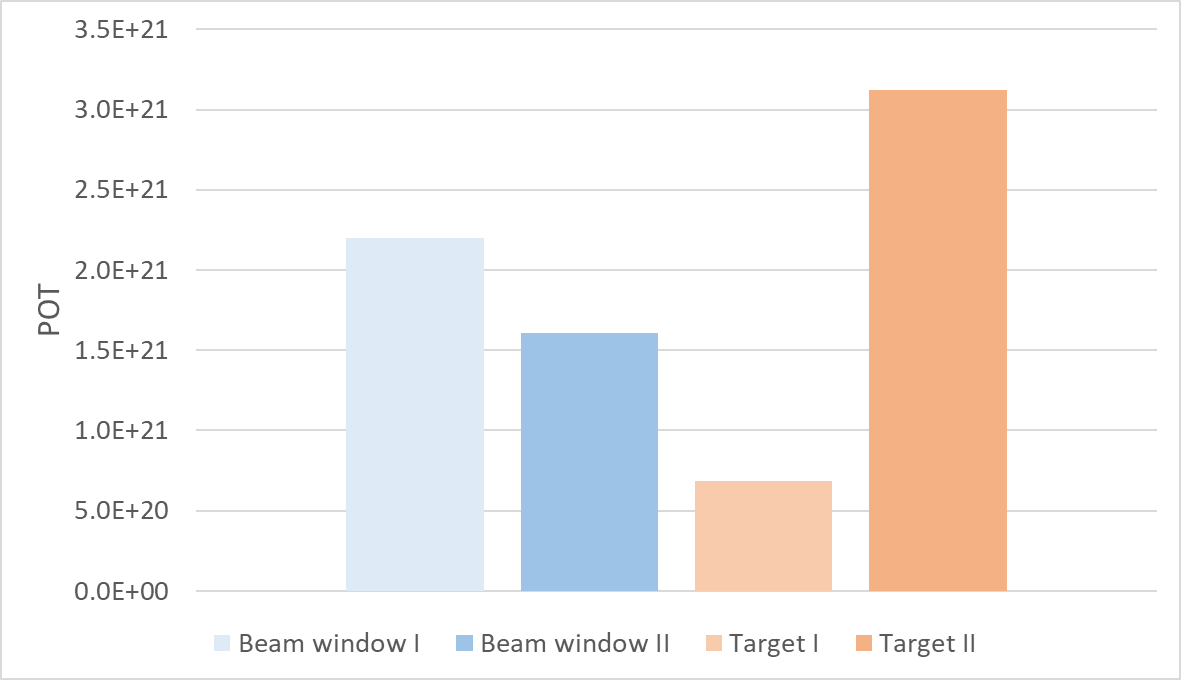 3.5E+21
3.0E+21
2.5E+21
2.0E+21
1.5E+21
1.0E+21
5.0E+20
0.0E+00
POT
Beam window I Beam window II Target I Target II